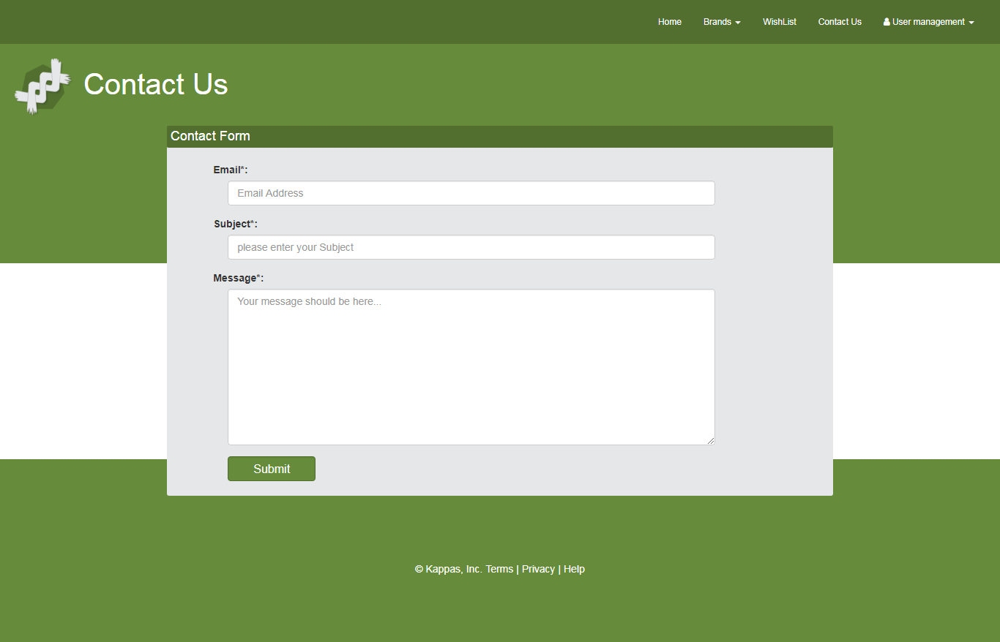 Home Brands WishList Contact Us User management
Contact Us
Contact Form
Email*:
Email Address
Subject*:
please enter your Subject
Message*:
Your message should be here...
Submit
© Kappas, Inc. Terms | Privacy | Help